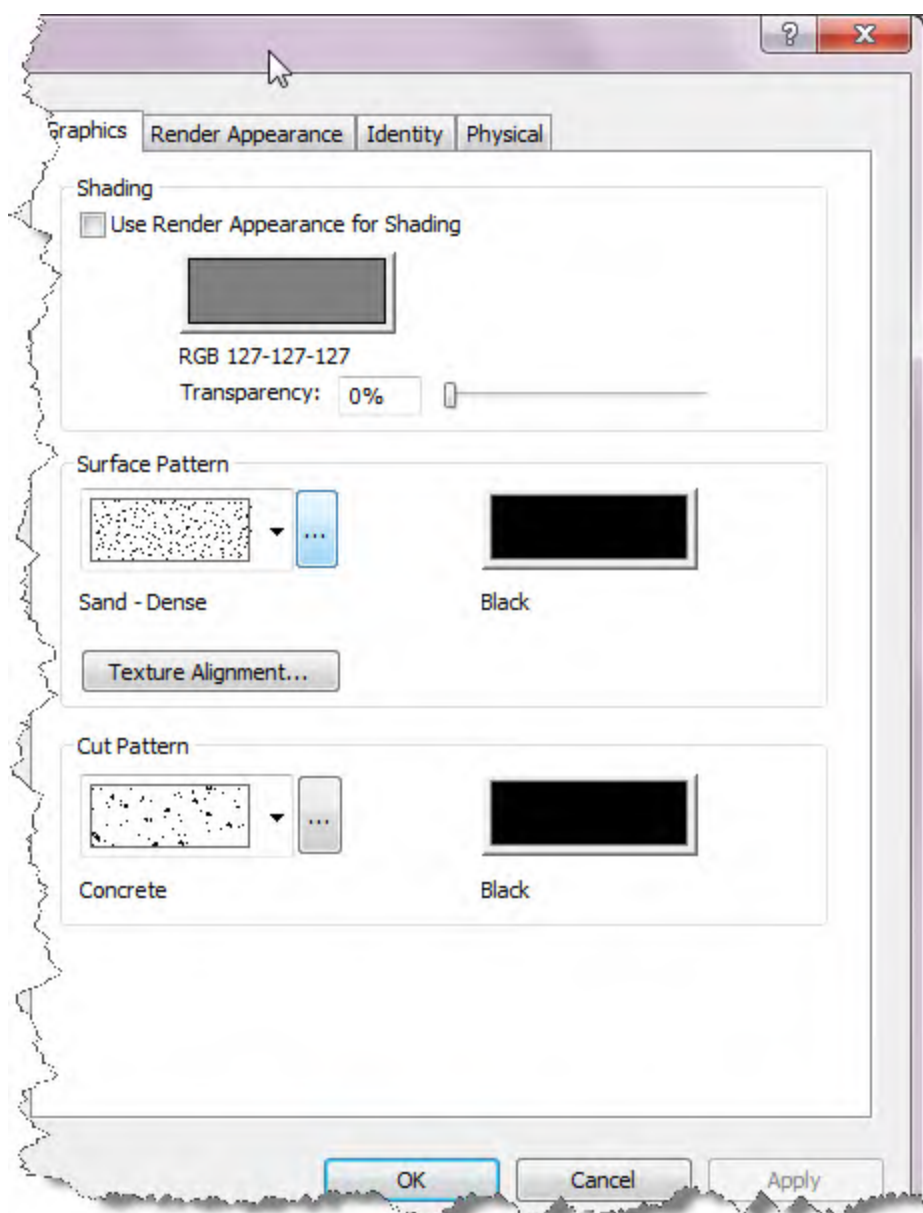 ?
Graphics Render Appearance Identity Physical
Shading
Use Render Appearance for Shading
RGB 127-127-127
Transparency: 0%
Surface Pattern
...
Sand - Dense Black
Texture Alignment...
Cut Pattern
...
Concrete Black
OK Cancel Apply